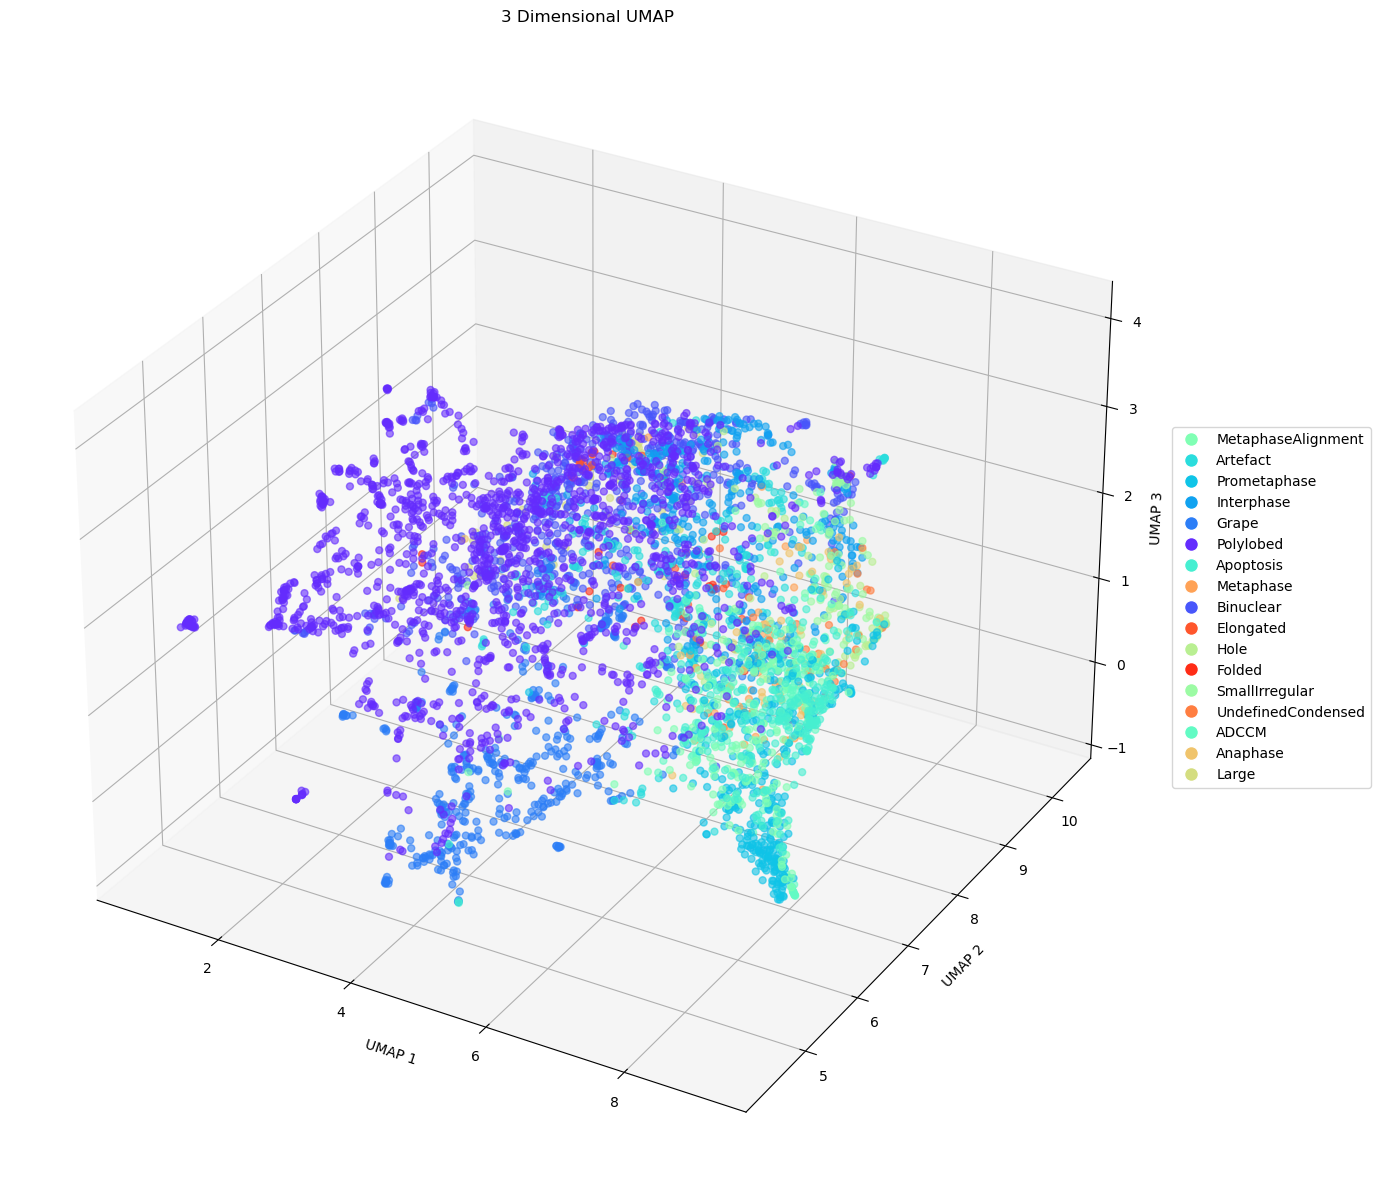 3 Dimensional UMAP
4
3
2
1
0
−1
UMAP 3
MetaphaseAlignment
Artefact
Prometaphase
Interphase
Grape
Polylobed
Apoptosis
Metaphase
Binuclear
Elongated
Hole
Folded
SmallIrregular
UndefinedCondensed
ADCCM
Anaphase
Large
10
9
8
7
6
5
UMAP 2
2
4
6
8
UMAP 1